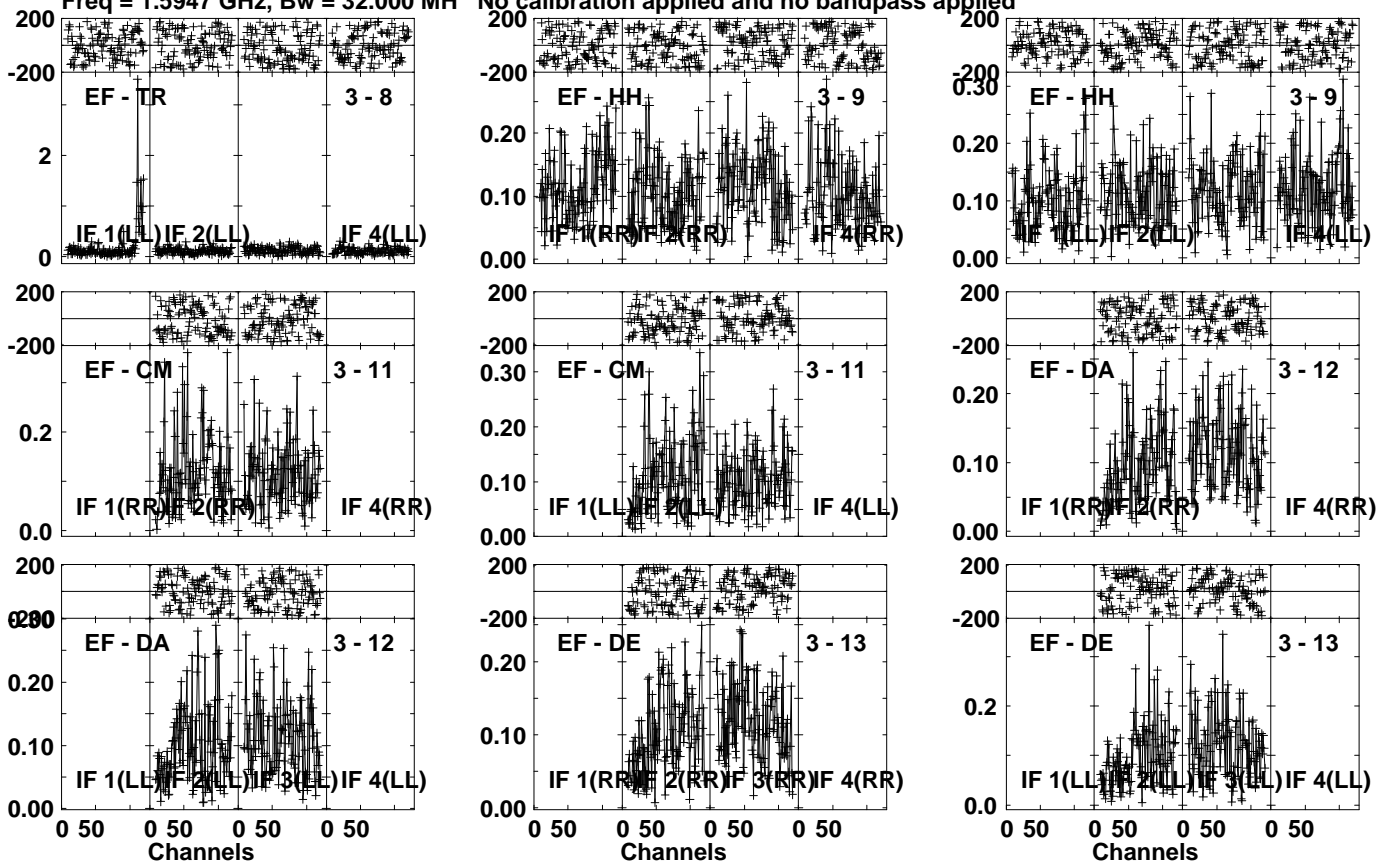 Freq = 1.5947 GHz, Bw = 32.000 MH No calibration applied and no bandpass applied
200 200 200
-200 -200 -200
EF - TR 3 - 8 EF - HH 3 - 9 EF - HH 3 - 9
0.30
2 0.20 0.20
0.10 0.10
IF 1(LL) IF 2(LL) IF 4(LL) IF 1(RR) IF 2(RR) IF 4(RR) IF 1(LL) IF 2(LL) IF 4(LL)
0 0.00 0.00
200 200 200
-200 -200 -200
EF - CM 3 - 11 EF - CM 3 - 11 EF - DA 3 - 12
0.30
0.2 0.20 0.20
0.10 0.10
IF 1(RR) IF 2(RR) IF 4(RR) IF 1(LL) IF 2(LL) IF 4(LL) IF 1(RR) IF 2(RR) IF 4(RR)
0.0 0.00 0.00
200 200 200
-200 -200
0.30
EF - DA 3 - 12 EF - DE 3 - 13 EF - DE 3 - 13
0.20 0.20 0.2
0.10 0.10
IF 1(LL) IF 2(LL) IF 3(LL) IF 4(LL) IF 1(RR) IF 2(RR) IF 3(RR) IF 4(RR) IF 1(LL) IF 2(LL) IF 3(LL) IF 4(LL)
0.00 0.00 0.0
0 50 0 50 0 50 0 50 0 50 0 50 0 50 0 50 0 50 0 50 0 50 0 50
Channels Channels Channels